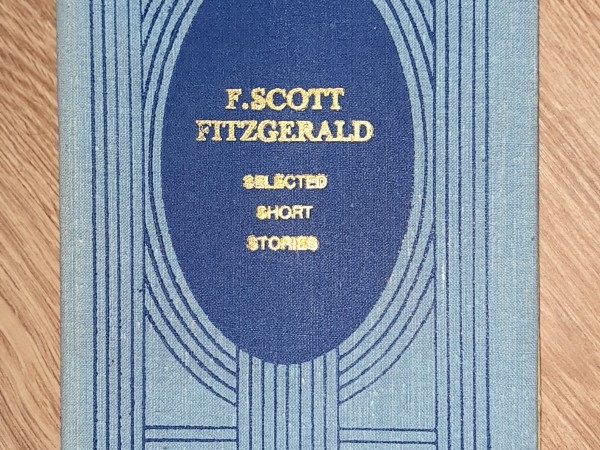 F.SCOTT
FITZGERALD
SELECTED
SHORT
STORIES